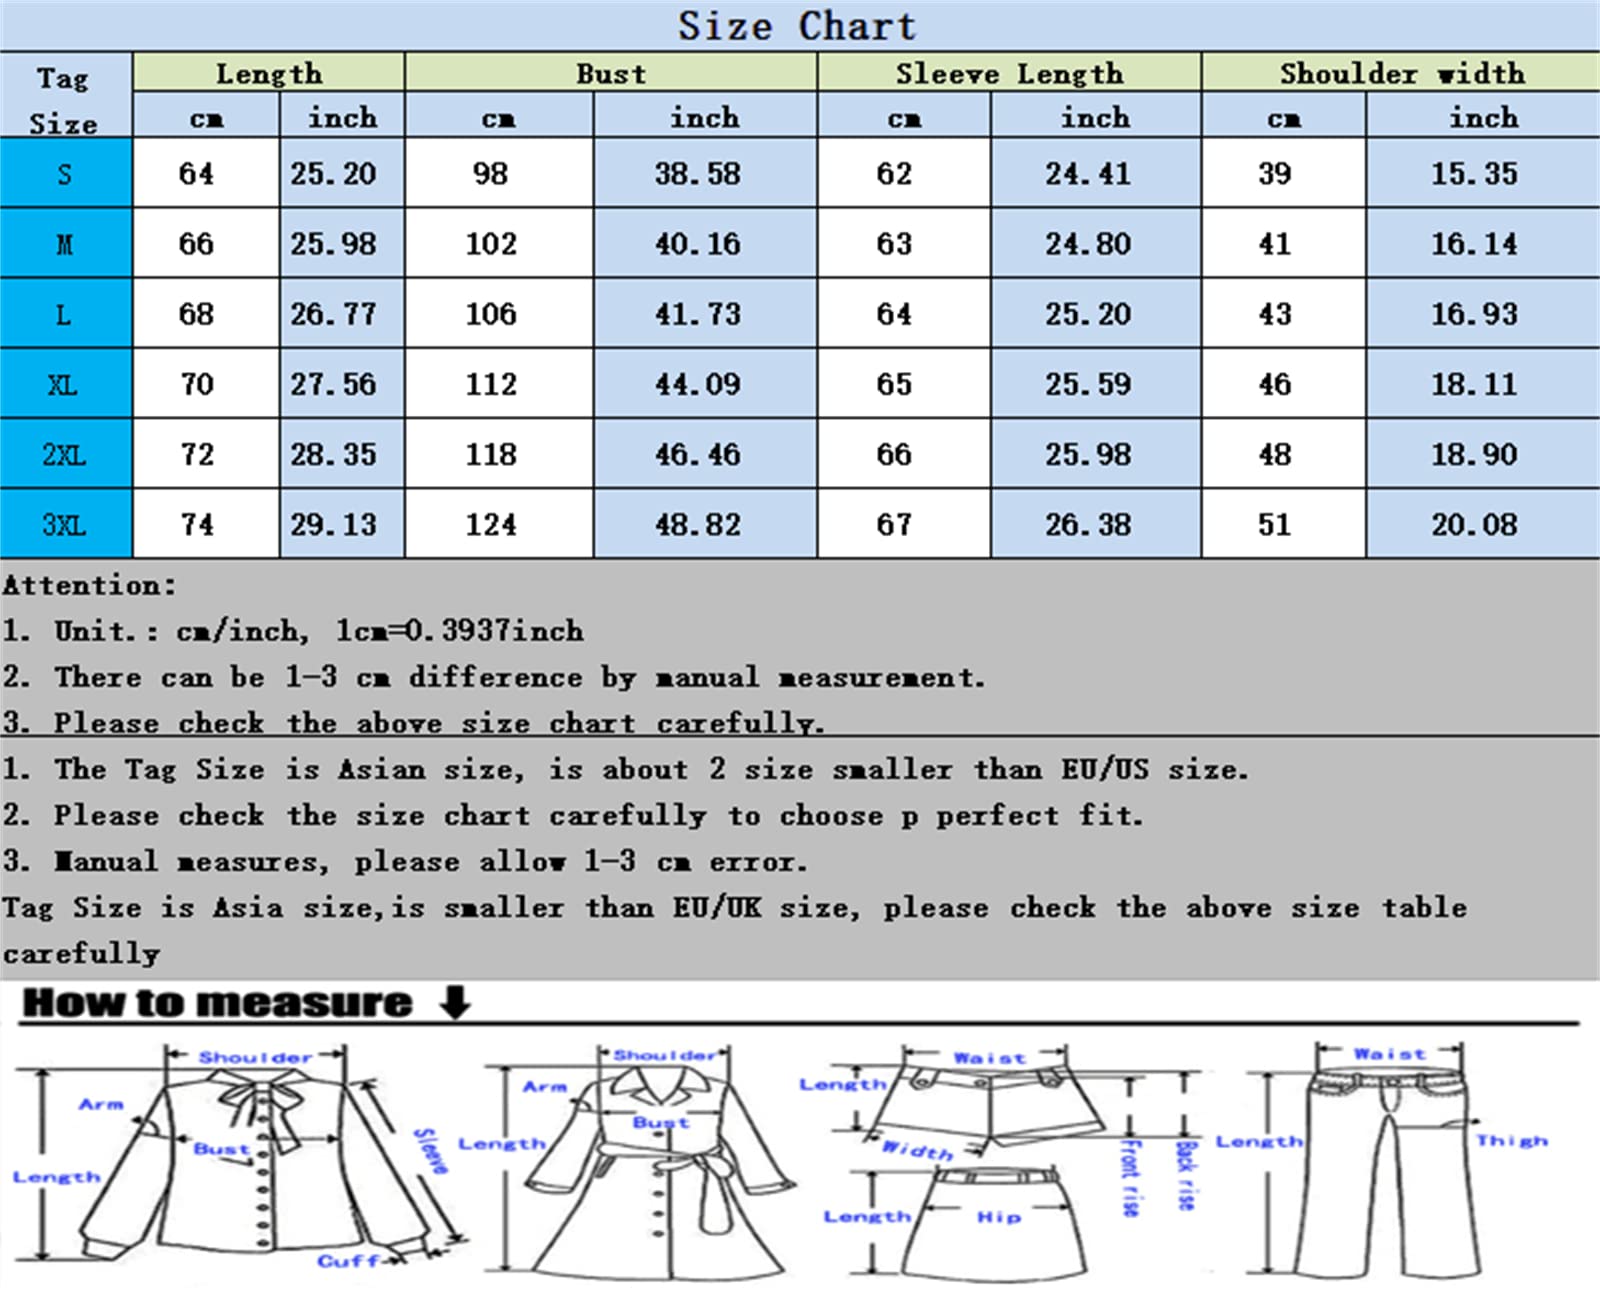 Size Chart
Tag Size Length Bust Sleeve Length Shoulder width
cm inch cm inch cm inch cm inch
S 64 25.20 98 38.58 62 24.41 39 15.35
M 66 25.98 102 40.16 63 24.80 41 16.14
L 68 26.77 106 41.73 64 25.20 43 16.93
XL 70 27.56 112 44.09 65 25.59 46 18.11
2XL 72 28.35 118 46.46 66 25.98 48 18.90
3XL 74 29.13 124 48.82 67 26.38 51 20.08
Attention:
1. Unit.: cm/inch, 1cm=0.3937inch
2. There can be 1-3 cm difference by manual measurement.
3. Please check the above size chart carefully.
1. The Tag Size is Asian size, is about 2 size smaller than EU/US size.
2. Please check the size chart carefully to choose p perfect fit.
3. Manual measures, please allow 1-3 cm error.
Tag Size is Asia size,is smaller than EU/UK size, please check the above size table
carefully
How to measure
Shoulder
Arm
Bust
Sleeve
Length
Cuff
Shoulder
Arm
Bust
Length
Waist
Length
Width
Front rise
Back rise
Length
Hip
Waist
Length
Thigh